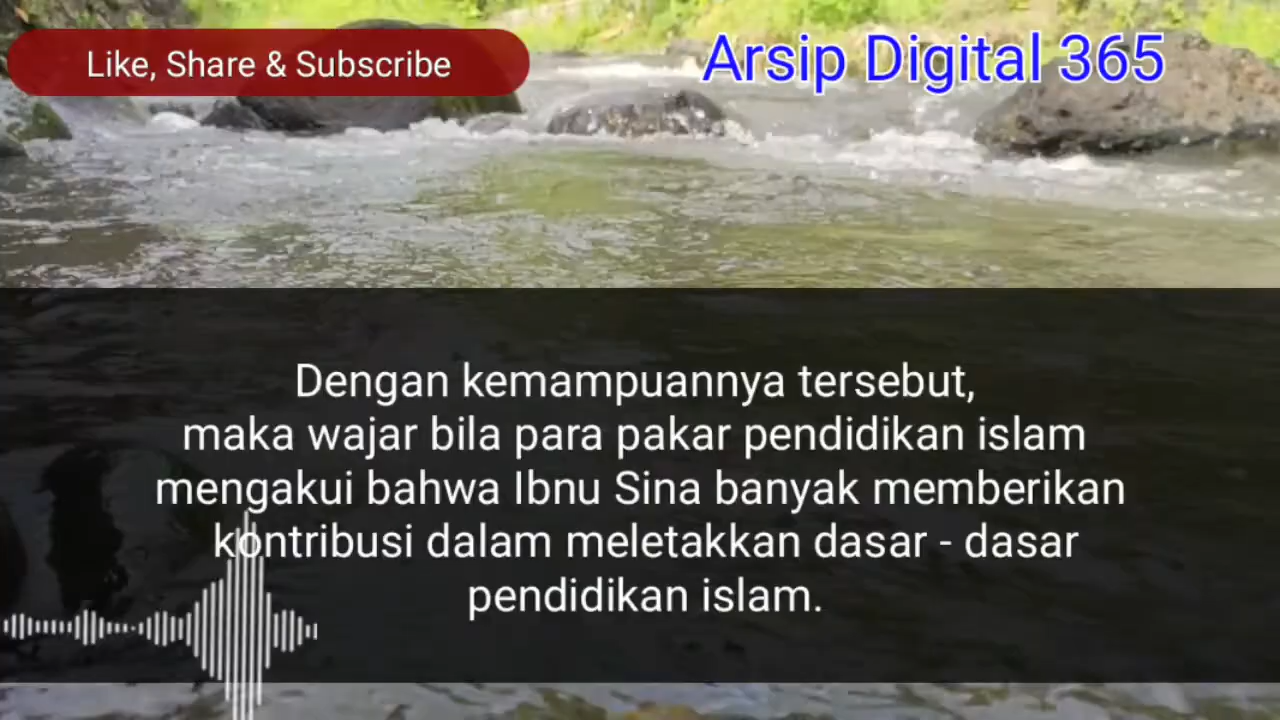 Like, Share & Subscribe
Arsip Digital 365
Dengan kemampuannya tersebut,
maka wajar bila para pakar pendidikan islam
mengakui bahwa Ibnu Sina banyak memberikan
kontribusi dalam meletakkan dasar - dasar
pendidikan islam.